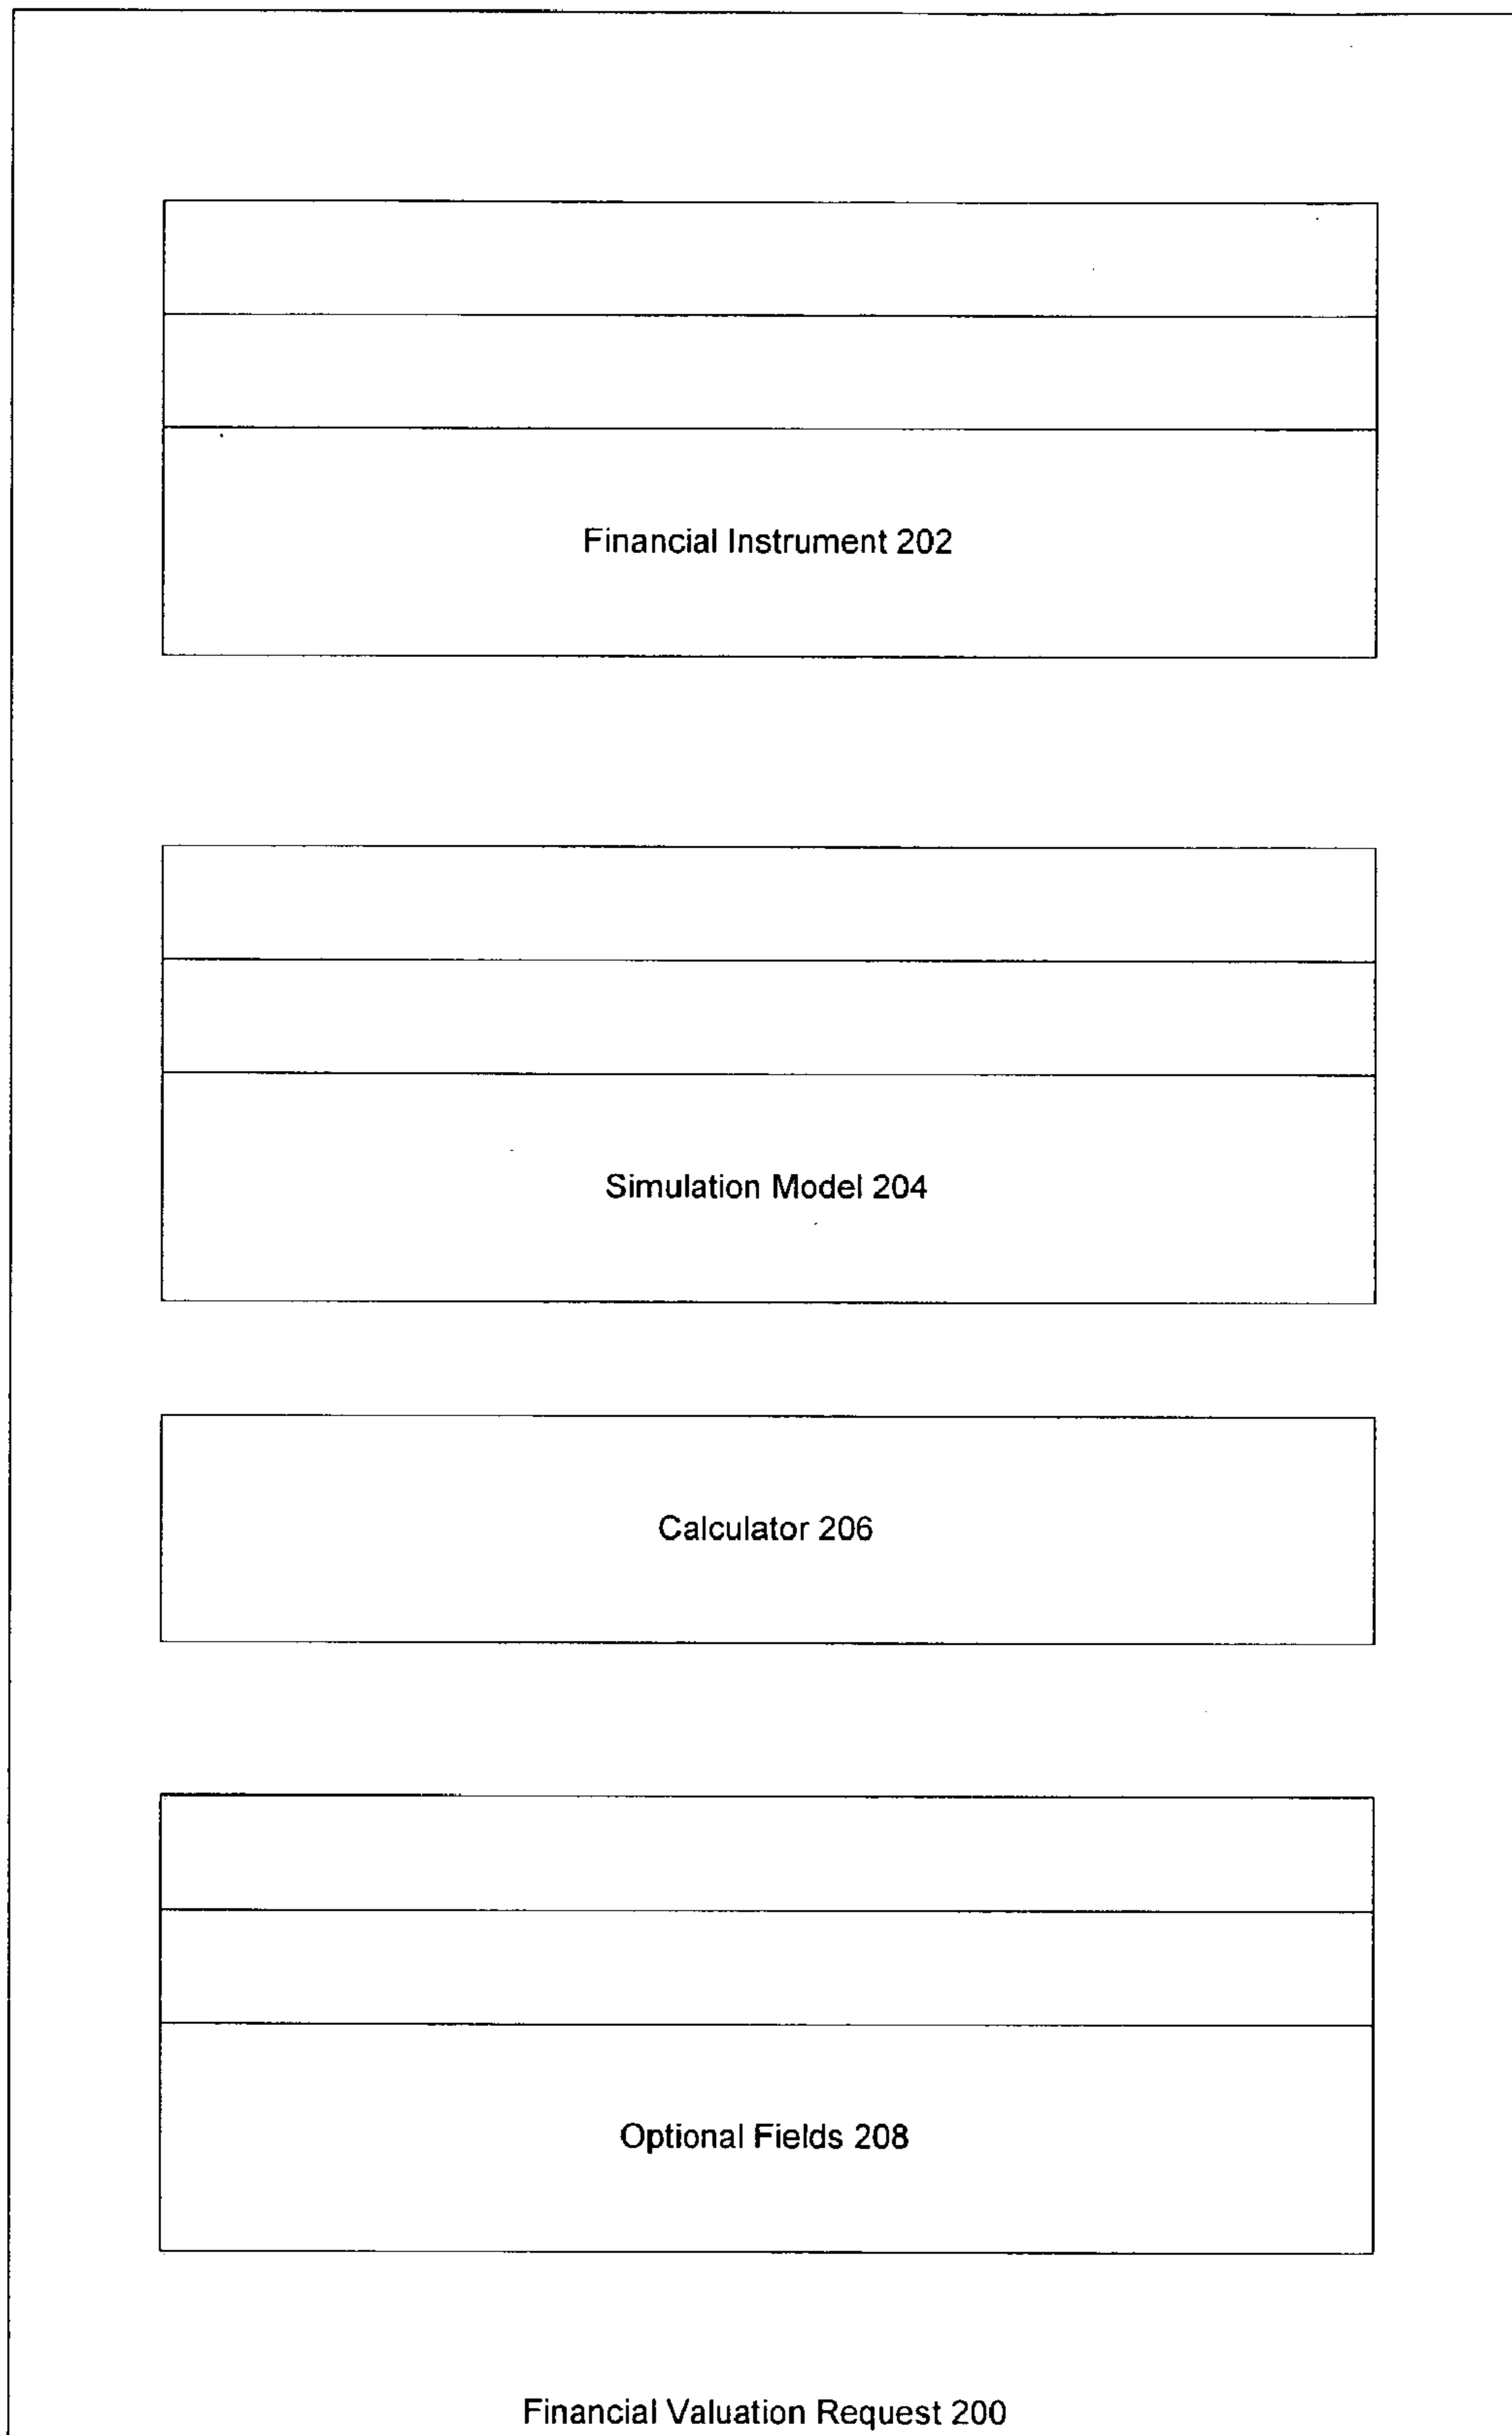 Financial Instrument 202
Simulation Model 204
Calculator 206
Optional Fields 208
Financial Valuation Request 200